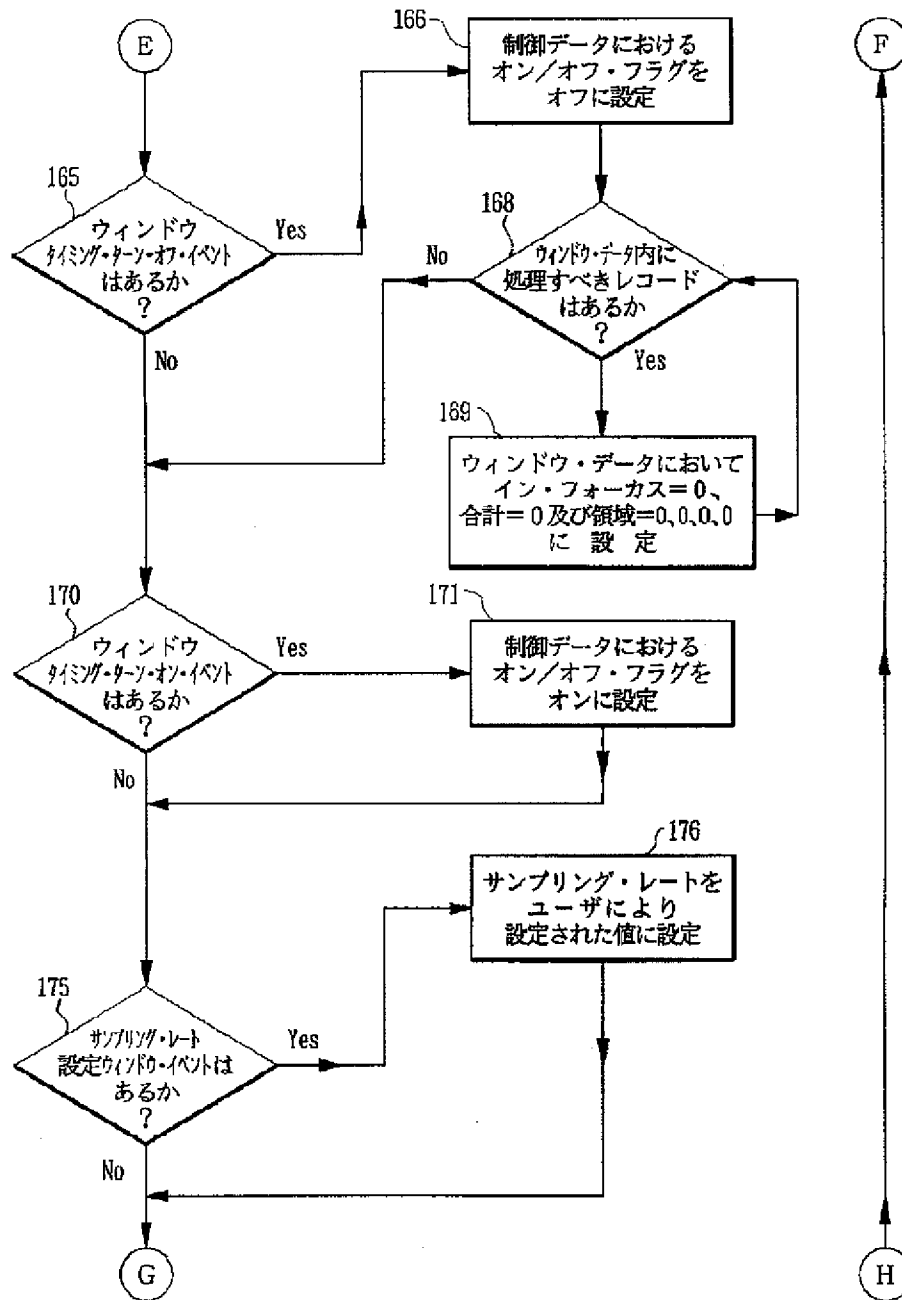 E
F
166
制御データにおける
オン/オフ・フラグを
オフに設定
165
ウィンドウ
タイミング・ターン・オフ・イベント
はあるか
?
Yes
No
168
ウィンドウ・データ内に
処理すべきレコード
はあるか
?
No
Yes
169
ウィンドウ・データにおいて
イン・フォーカス=0、
合計=0及び領域=0,0,0,0
に設定
170
ウィンドウ
タイミング・ターン・オン・イベント
はあるか
?
Yes
No
171
制御データにおける
オン/オフ・フラグを
オンに設定
175
サンプリング・レート
設定ウィンドウ・イベントは
あるか
?
Yes
No
176
サンプリング・レートを
ユーザにより
設定された値に設定
G
H